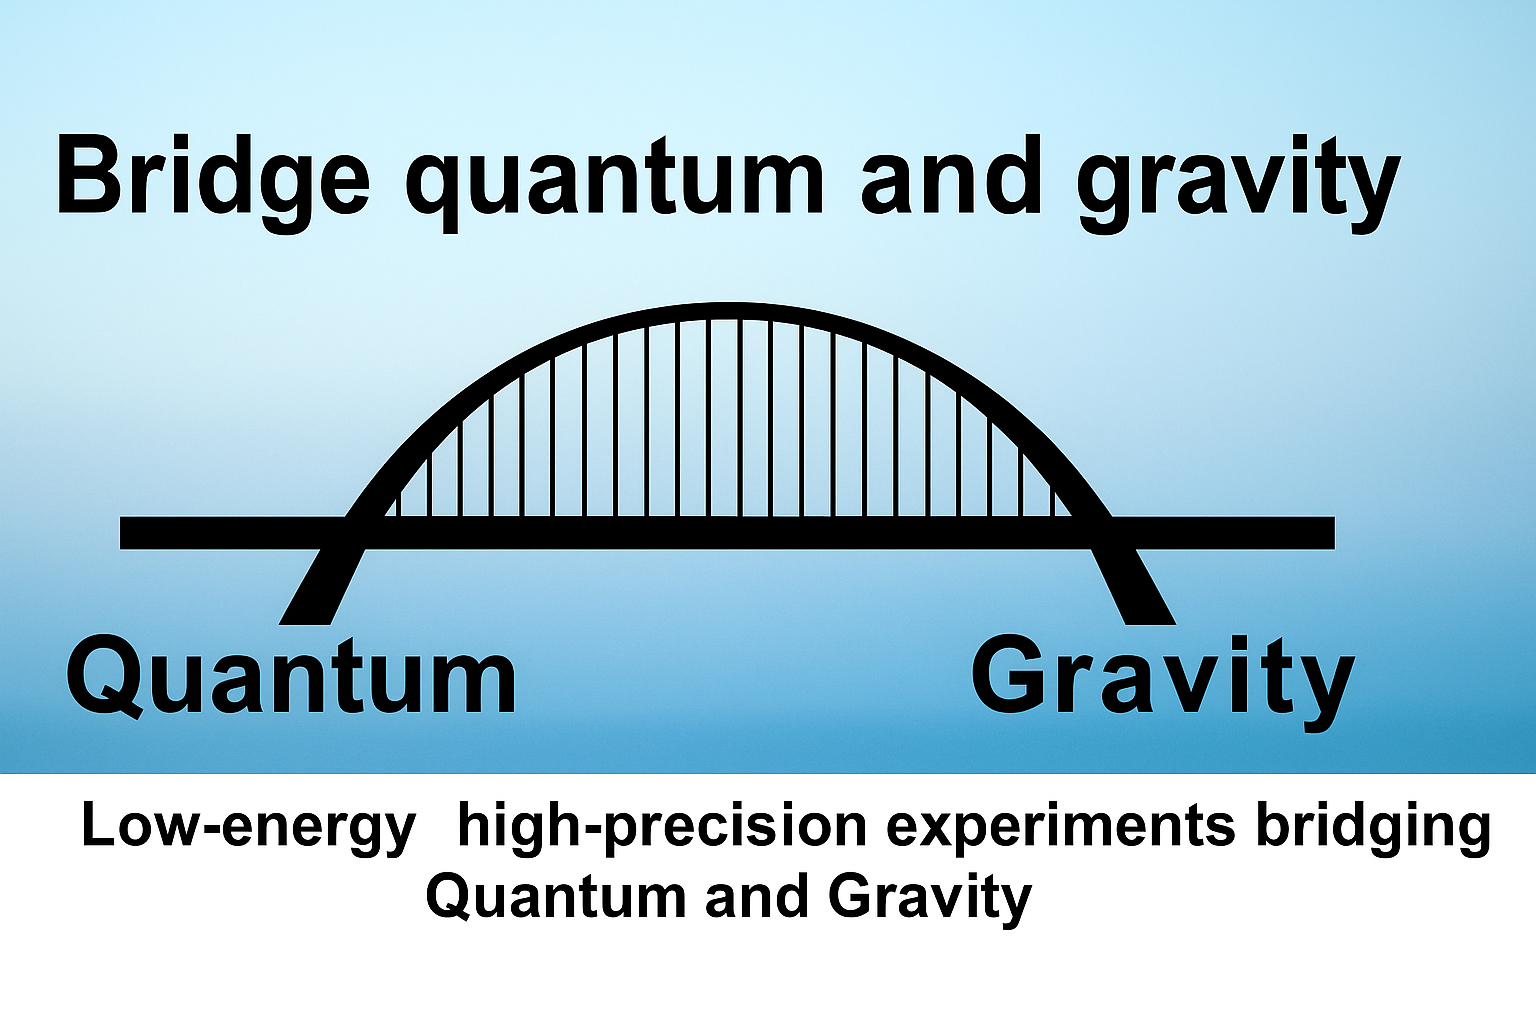 Bridge quantum and gravity
Quantum Gravity
Low-energy high-precision experiments bridging
Quantum and Gravity